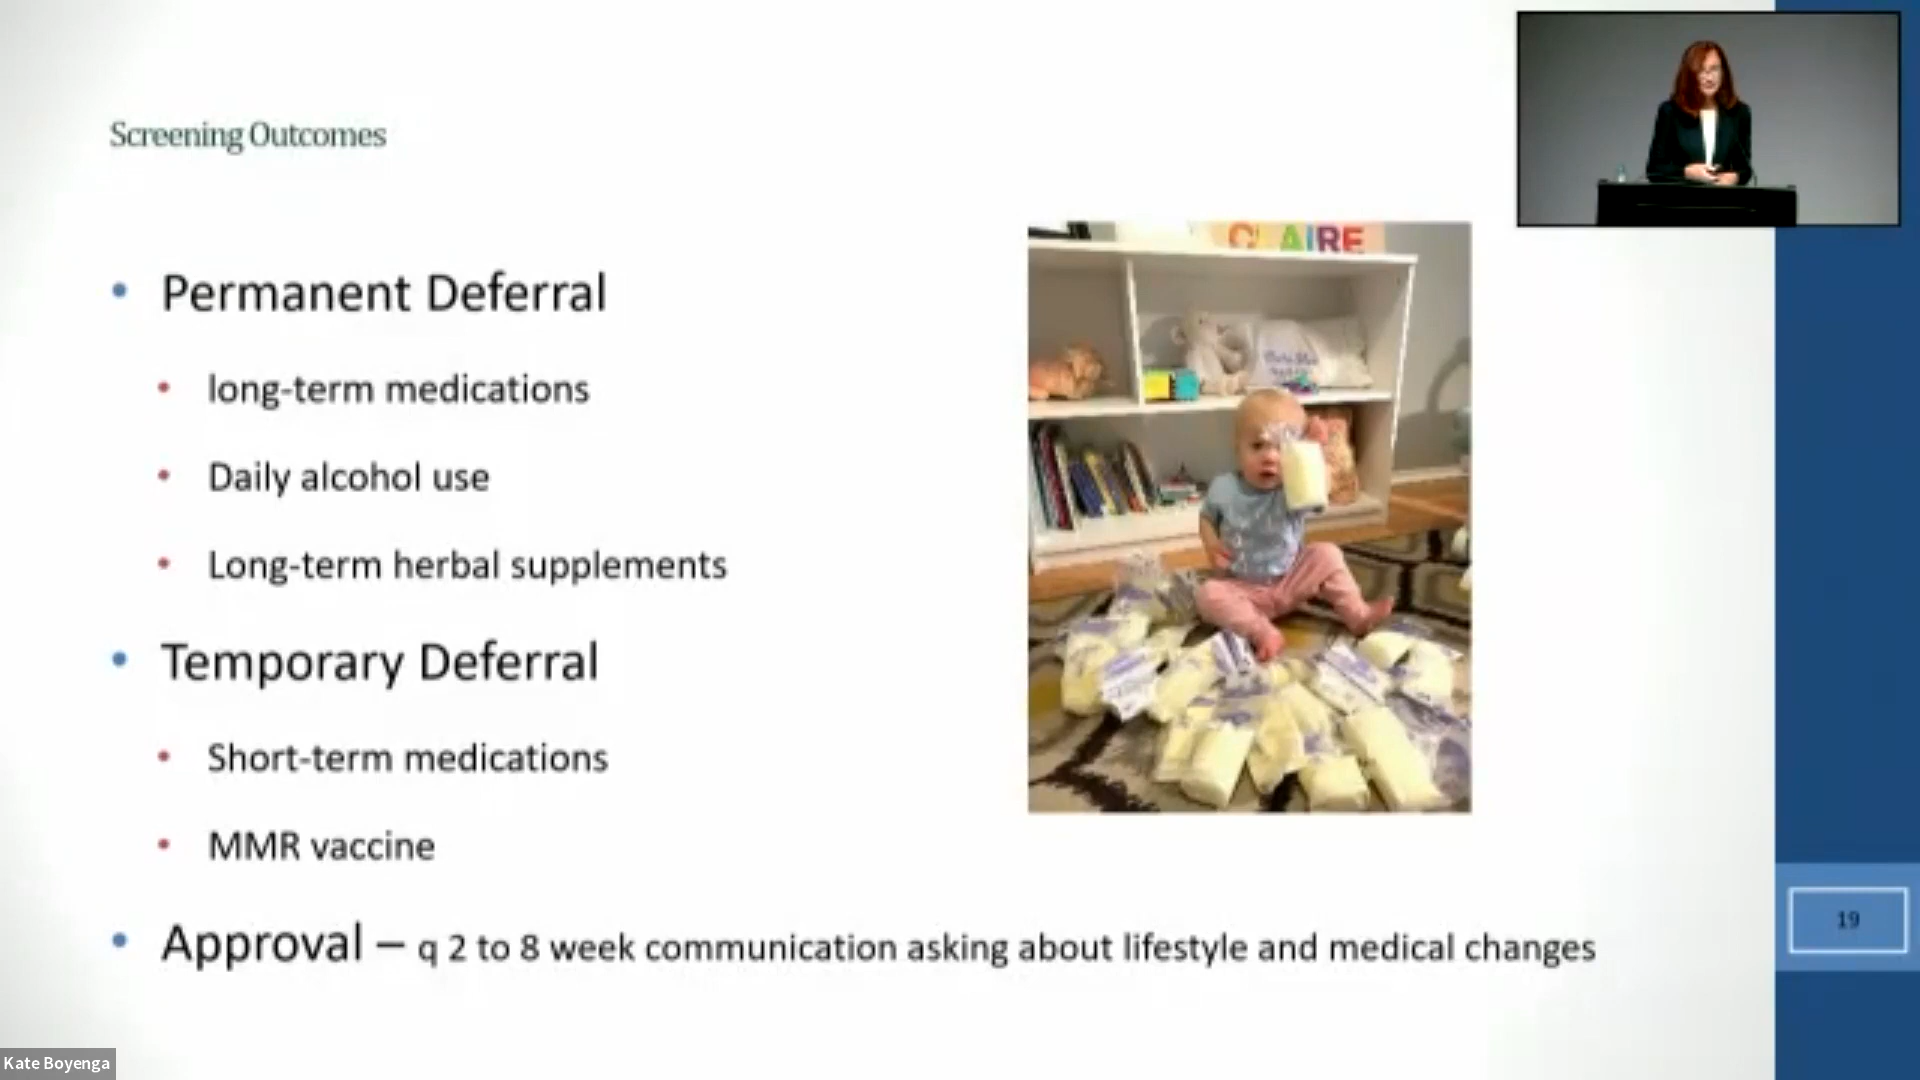 Screening Outcomes
CLAIRE
• Permanent Deferral
• long-term medications
• Daily alcohol use
• Long-term herbal supplements
• Temporary Deferral
• Short-term medications
• MMR vaccine
• Approval – q 2 to 8 week communication asking about lifestyle and medical changes
19
Kate Boyenga